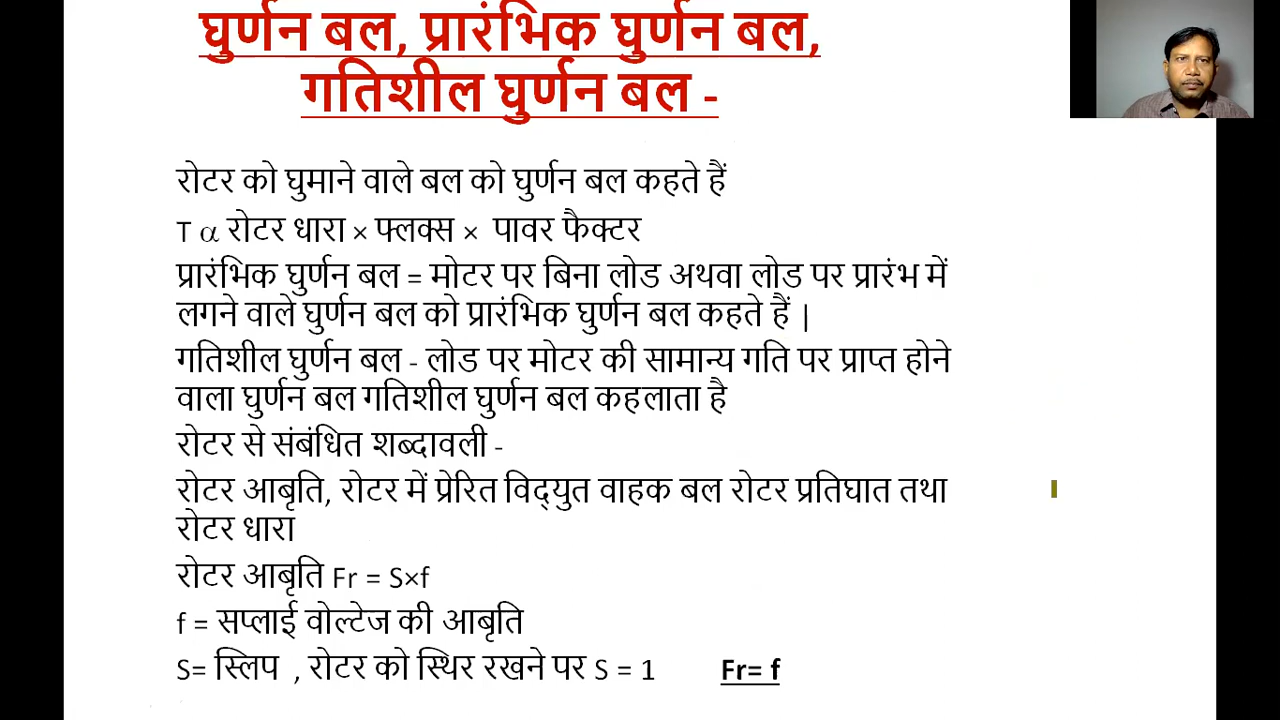 घुर्णन बल, प्रारंभिक घुर्णन बल,
गतिशील घुर्णन बल -
रोटर को घुमाने वाले बल को घुर्णन बल कहते हैं
T α रोटर धारा × फ्लक्स × पावर फैक्टर
प्रारंभिक घुर्णन बल = मोटर पर बिना लोड अथवा लोड पर प्रारंभ में
लगने वाले घुर्णन बल को प्रारंभिक घुर्णन बल कहते हैं |
गतिशील घुर्णन बल - लोड पर मोटर की सामान्य गति पर प्राप्त होने
वाला घुर्णन बल गतिशील घुर्णन बल कहलाता है
रोटर से संबंधित शब्दावली -
रोटर आबृति, रोटर में प्रेरित विद्युत वाहक बल रोटर प्रतिघात तथा
रोटर धारा
रोटर आबृति Fr = S×f
f = सप्लाई वोल्टेज की आबृति
S= स्लिप , रोटर को स्थिर रखने पर S = 1 Fr= f